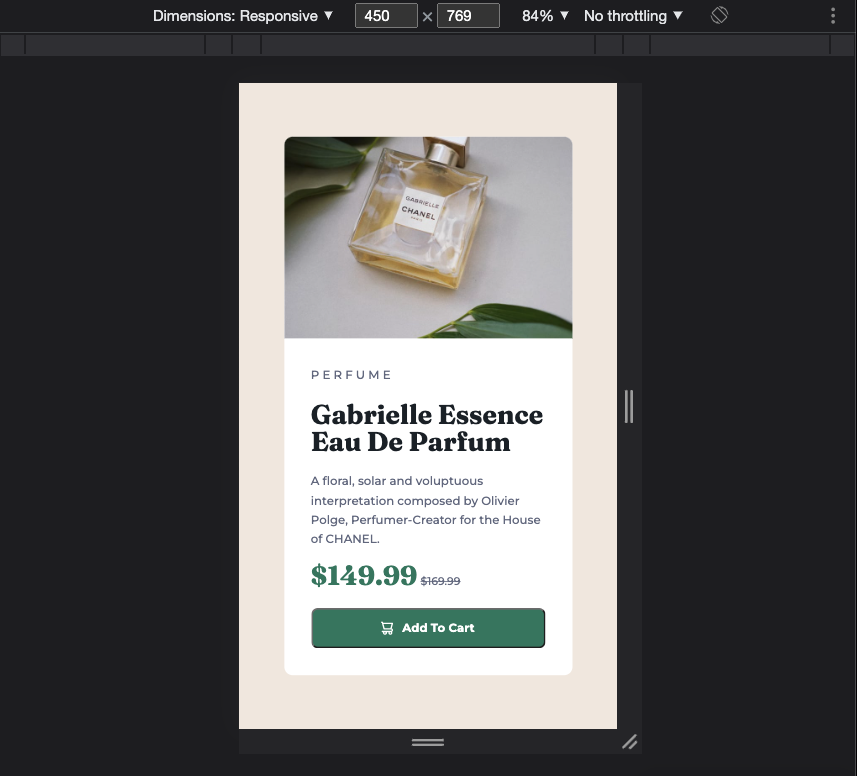 Dimensions: Responsive ▼ 450 × 769 84% ▼ No throttling ▼
GABRIELLE
CHANEL
PARIS
PERFUME
Gabrielle Essence
Eau De Parfum
A floral, solar and voluptuous
interpretation composed by Olivier
Polge, Perfumer-Creator for the House
of CHANEL.
$149.99 $169.99
Add To Cart